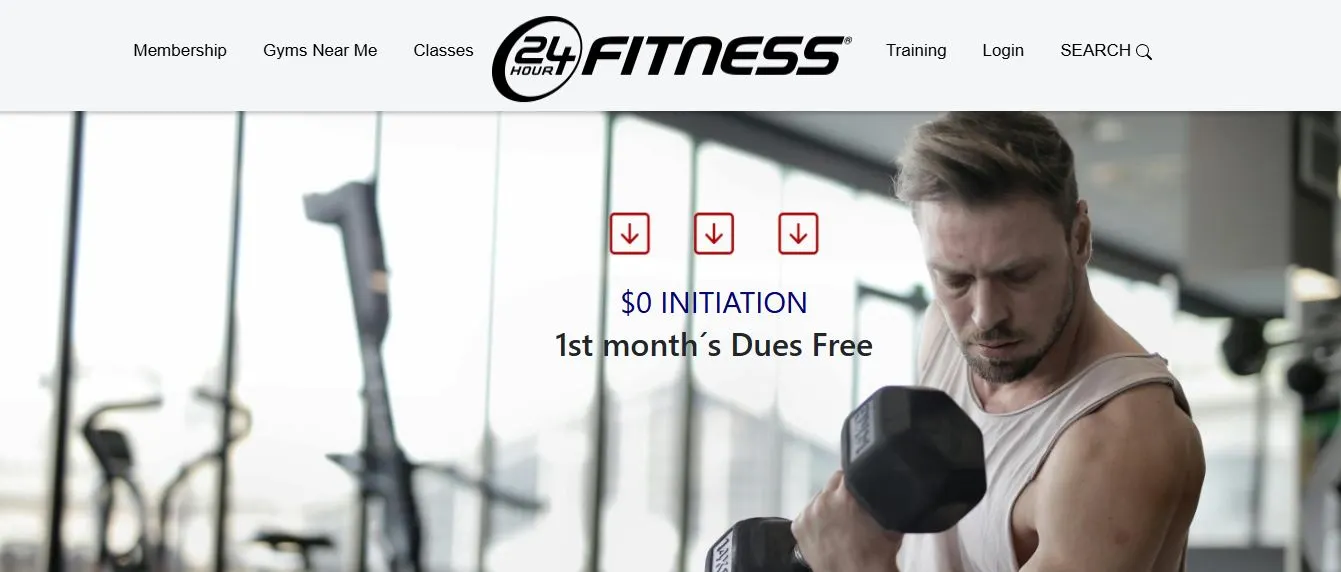 Membership
Gyms Near Me
Classes
24 HOUR FITNESS®
Training
Login
SEARCH
$0 INITIATION
1st month´s Dues Free